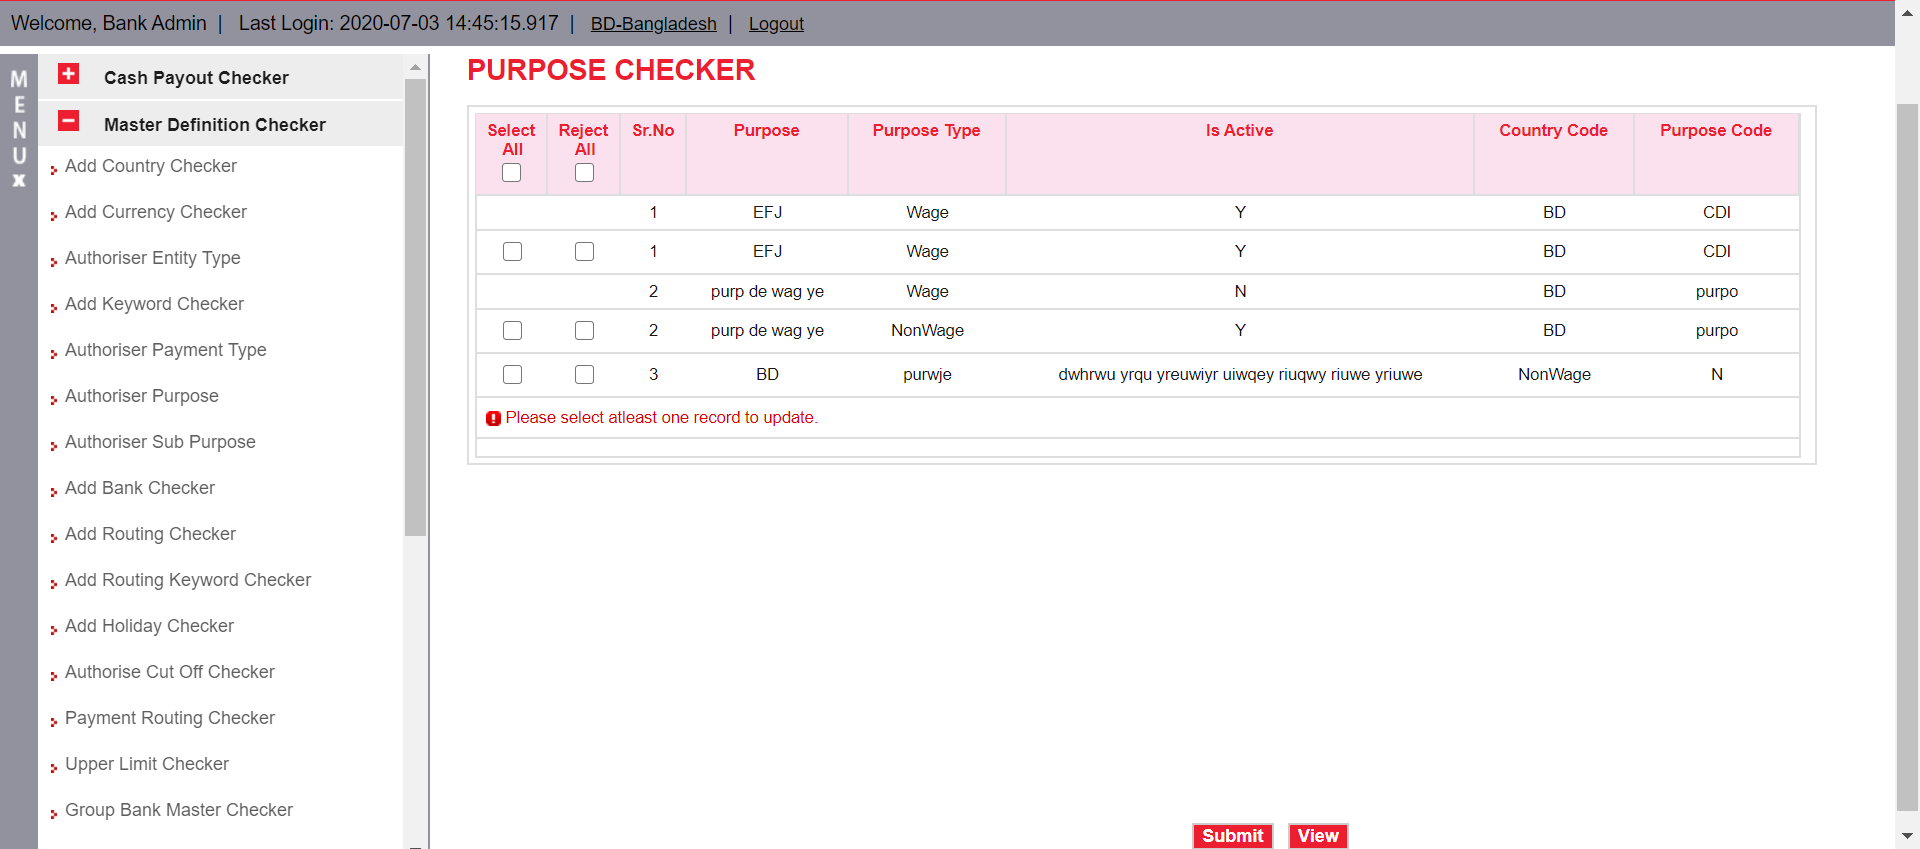 Welcome, Bank Admin | Last Login: 2020-07-03 14:45:15.917 | BD-Bangladesh | Logout
MENU x
Cash Payout Checker
Master Definition Checker
Add Country Checker
Add Currency Checker
Authoriser Entity Type
Add Keyword Checker
Authoriser Payment Type
Authoriser Purpose
Authoriser Sub Purpose
Add Bank Checker
Add Routing Checker
Add Routing Keyword Checker
Add Holiday Checker
Authorise Cut Off Checker
Payment Routing Checker
Upper Limit Checker
Group Bank Master Checker
PURPOSE CHECKER
Select All Reject All Sr.No Purpose Purpose Type Is Active Country Code Purpose Code
1 EFJ Wage Y BD CDI
1 EFJ Wage Y BD CDI
2 purp de wag ye Wage N BD purpo
2 purp de wag ye NonWage Y BD purpo
3 BD purwje dwhrwu yrqu yreuwiyr uiwqey riuqwy riuwe yriuwe NonWage N
Please select atleast one record to update.
Submit View